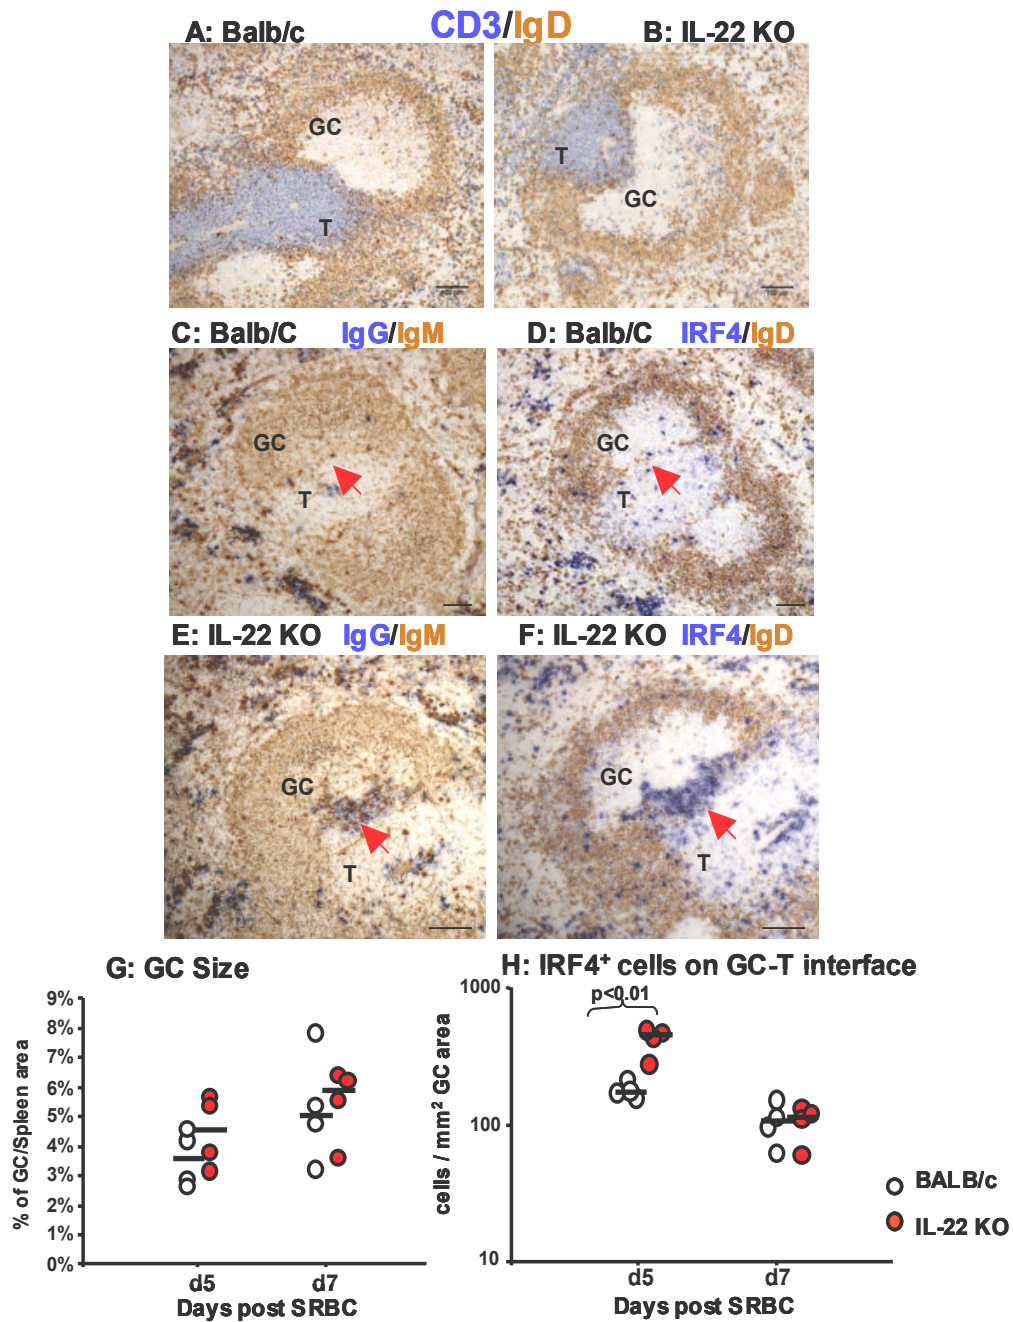 CD3/IgD
A: Balb/c
B: IL-22 KO
GC
T
T
GC
C: Balb/C IgG/IgM
D: Balb/C IRF4/IgD
GC
T
GC
T
E: IL-22 KO IgG/IgM
F: IL-22 KO IRF4/IgD
GC
T
GC
T
G: GC Size
% of GC/Spleen area
9%
8%
7%
6%
5%
4%
3%
2%
1%
0%
d5 d7
Days post SRBC
H: IRF4⁺ cells on GC-T interface
cells / mm² GC area
1000
100
10
p<0.01
d5 d7
Days post SRBC
BALB/c
IL-22 KO